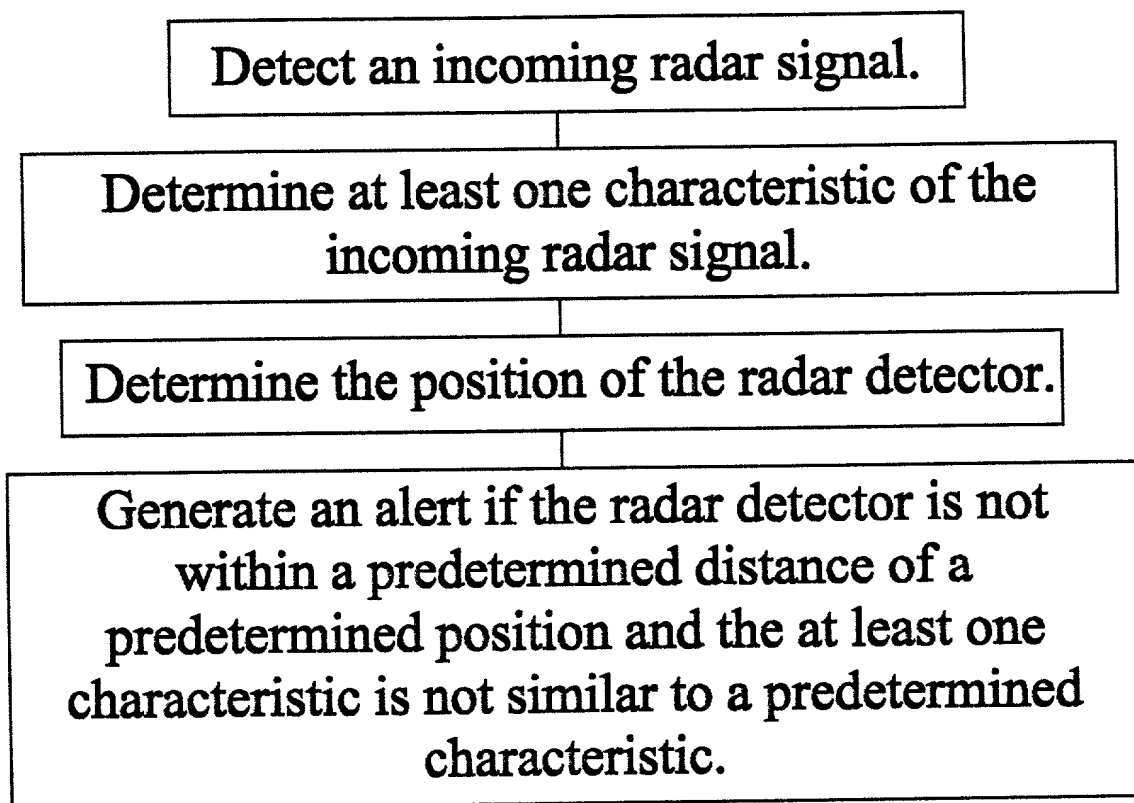 Detect an incoming radar signal.
Determine at least one characteristic of the
incoming radar signal.
Determine the position of the radar detector.
Generate an alert if the radar detector is not
within a predetermined distance of a
predetermined position and the at least one
characteristic is not similar to a predetermined
characteristic.